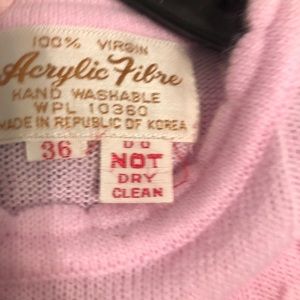 100% VIRGIN
Acrylic Fibre
HAND WASHABLE
WPL 10360
MADE IN REPUBLIC OF KOREA
36
DO
NOT
DRY
CLEAN